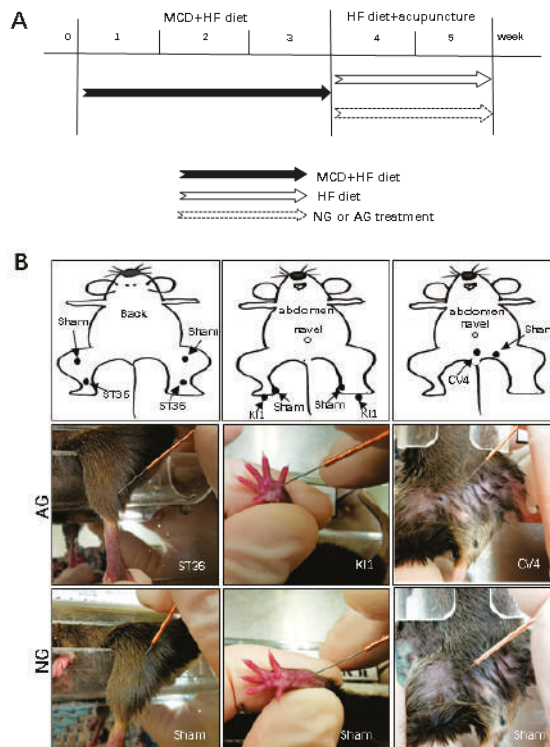 A
MCD+HF diet
HF diet+acupuncture
0 1 2 3 4 5 week
MCD+HF diet
HF diet
NG or AG treatment
B
Back
Sham
Sham
ST36
ST36
abdomen
navel
Sham
Sham
KI1
KI1
abdomen
navel
Sham
CV4
AG
ST36
KI1
CV4
NG
Sham
Sham
Sham